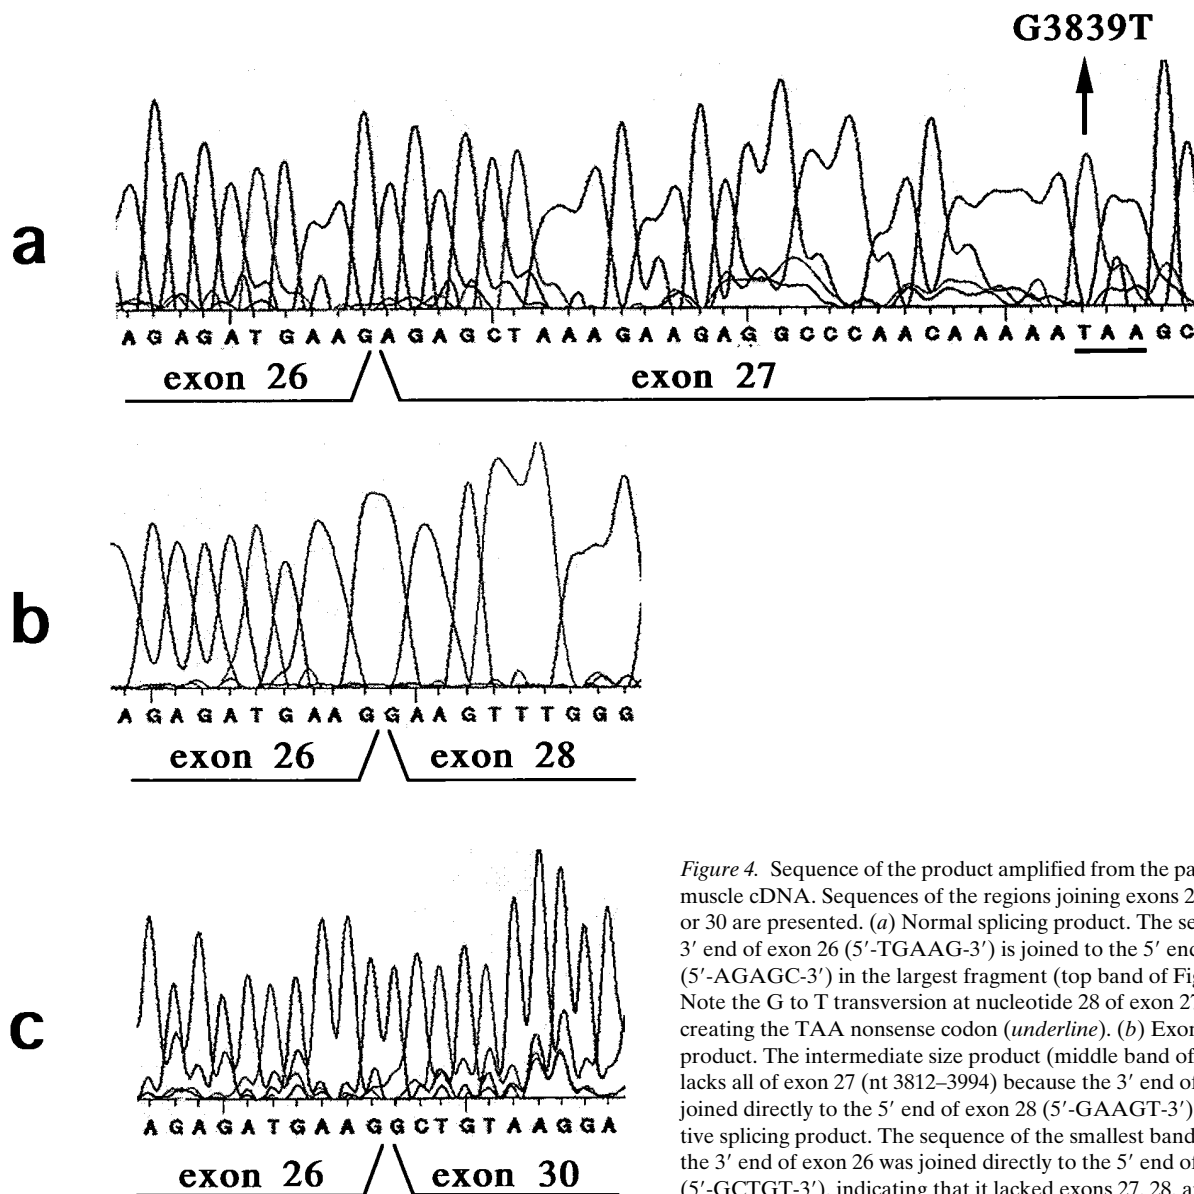 G3839T
a
A G A G A T G A A G A G A G C T A A A G A A G A G G C C C A A C A A A A A T A A G C
exon 26
exon 27
b
A G A G A T G A A G G A A G T T T G G G
exon 26
exon 28
c
A G A G A T G A A G G C T G T A A G G A
exon 26
exon 30
Figure 4. Sequence of the product amplified from the pa
muscle cDNA. Sequences of the regions joining exons 2
or 30 are presented. (a) Normal splicing product. The se
3′ end of exon 26 (5′-TGAAG-3′) is joined to the 5′ end
(5′-AGAGC-3′) in the largest fragment (top band of Fig
Note the G to T transversion at nucleotide 28 of exon 27
creating the TAA nonsense codon (underline). (b) Exon
product. The intermediate size product (middle band of
lacks all of exon 27 (nt 3812–3994) because the 3′ end of
joined directly to the 5′ end of exon 28 (5′-GAAGT-3′)
tive splicing product. The sequence of the smallest band
the 3′ end of exon 26 was joined directly to the 5′ end of
(5′-GCTGT-3′), indicating that it lacked exons 27, 28, a